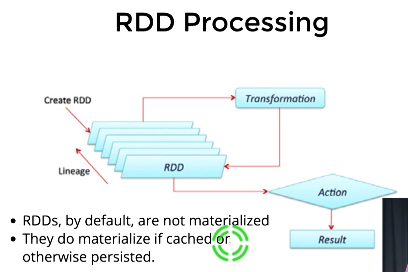 RDD Processing
Create RDD
Transformation
Lineage
RDD
Action
Result
• RDDs, by default, are not materialized
• They do materialize if cached or
otherwise persisted.